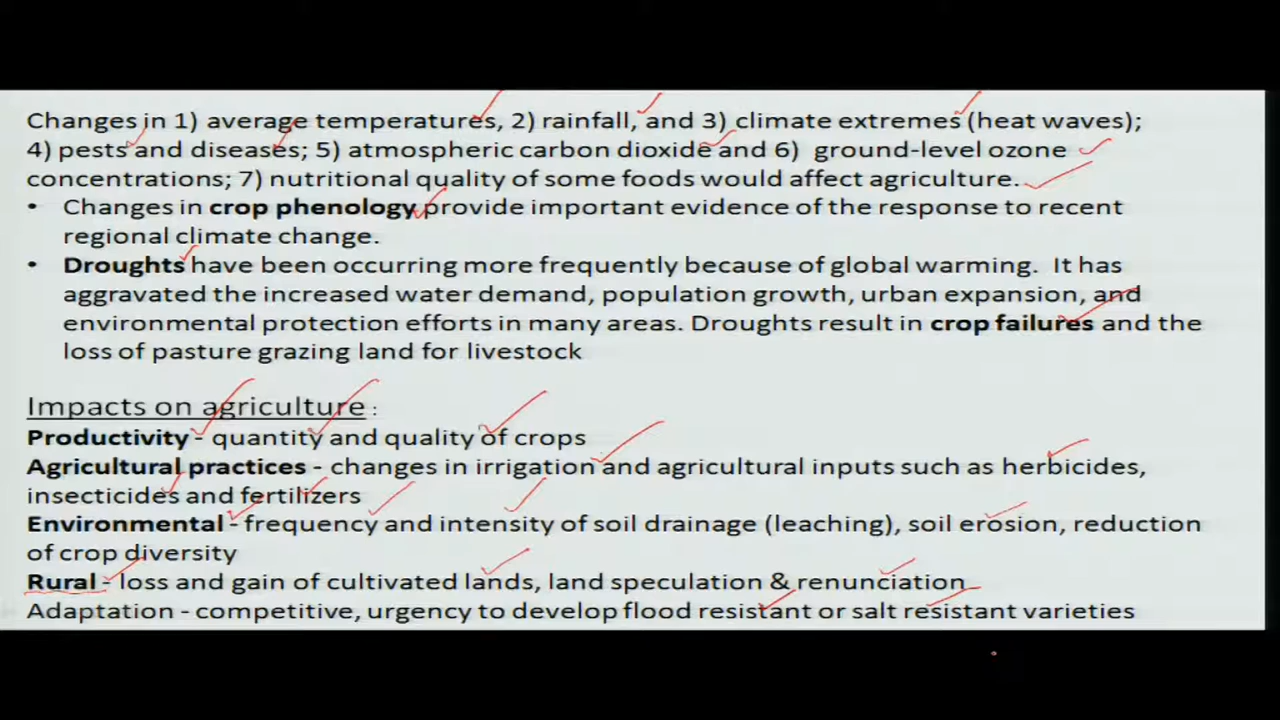 Changes in 1) average temperatures, 2) rainfall, and 3) climate extremes (heat waves);
4) pests and diseases; 5) atmospheric carbon dioxide and 6) ground-level ozone
concentrations; 7) nutritional quality of some foods would affect agriculture.
• Changes in crop phenology provide important evidence of the response to recent
regional climate change.
• Droughts have been occurring more frequently because of global warming. It has
aggravated the increased water demand, population growth, urban expansion, and
environmental protection efforts in many areas. Droughts result in crop failures and the
loss of pasture grazing land for livestock
Impacts on agriculture :
Productivity - quantity and quality of crops
Agricultural practices - changes in irrigation and agricultural inputs such as herbicides,
insecticides and fertilizers
Environmental - frequency and intensity of soil drainage (leaching), soil erosion, reduction
of crop diversity
Rural - loss and gain of cultivated lands, land speculation & renunciation
Adaptation - competitive, urgency to develop flood resistant or salt resistant varieties